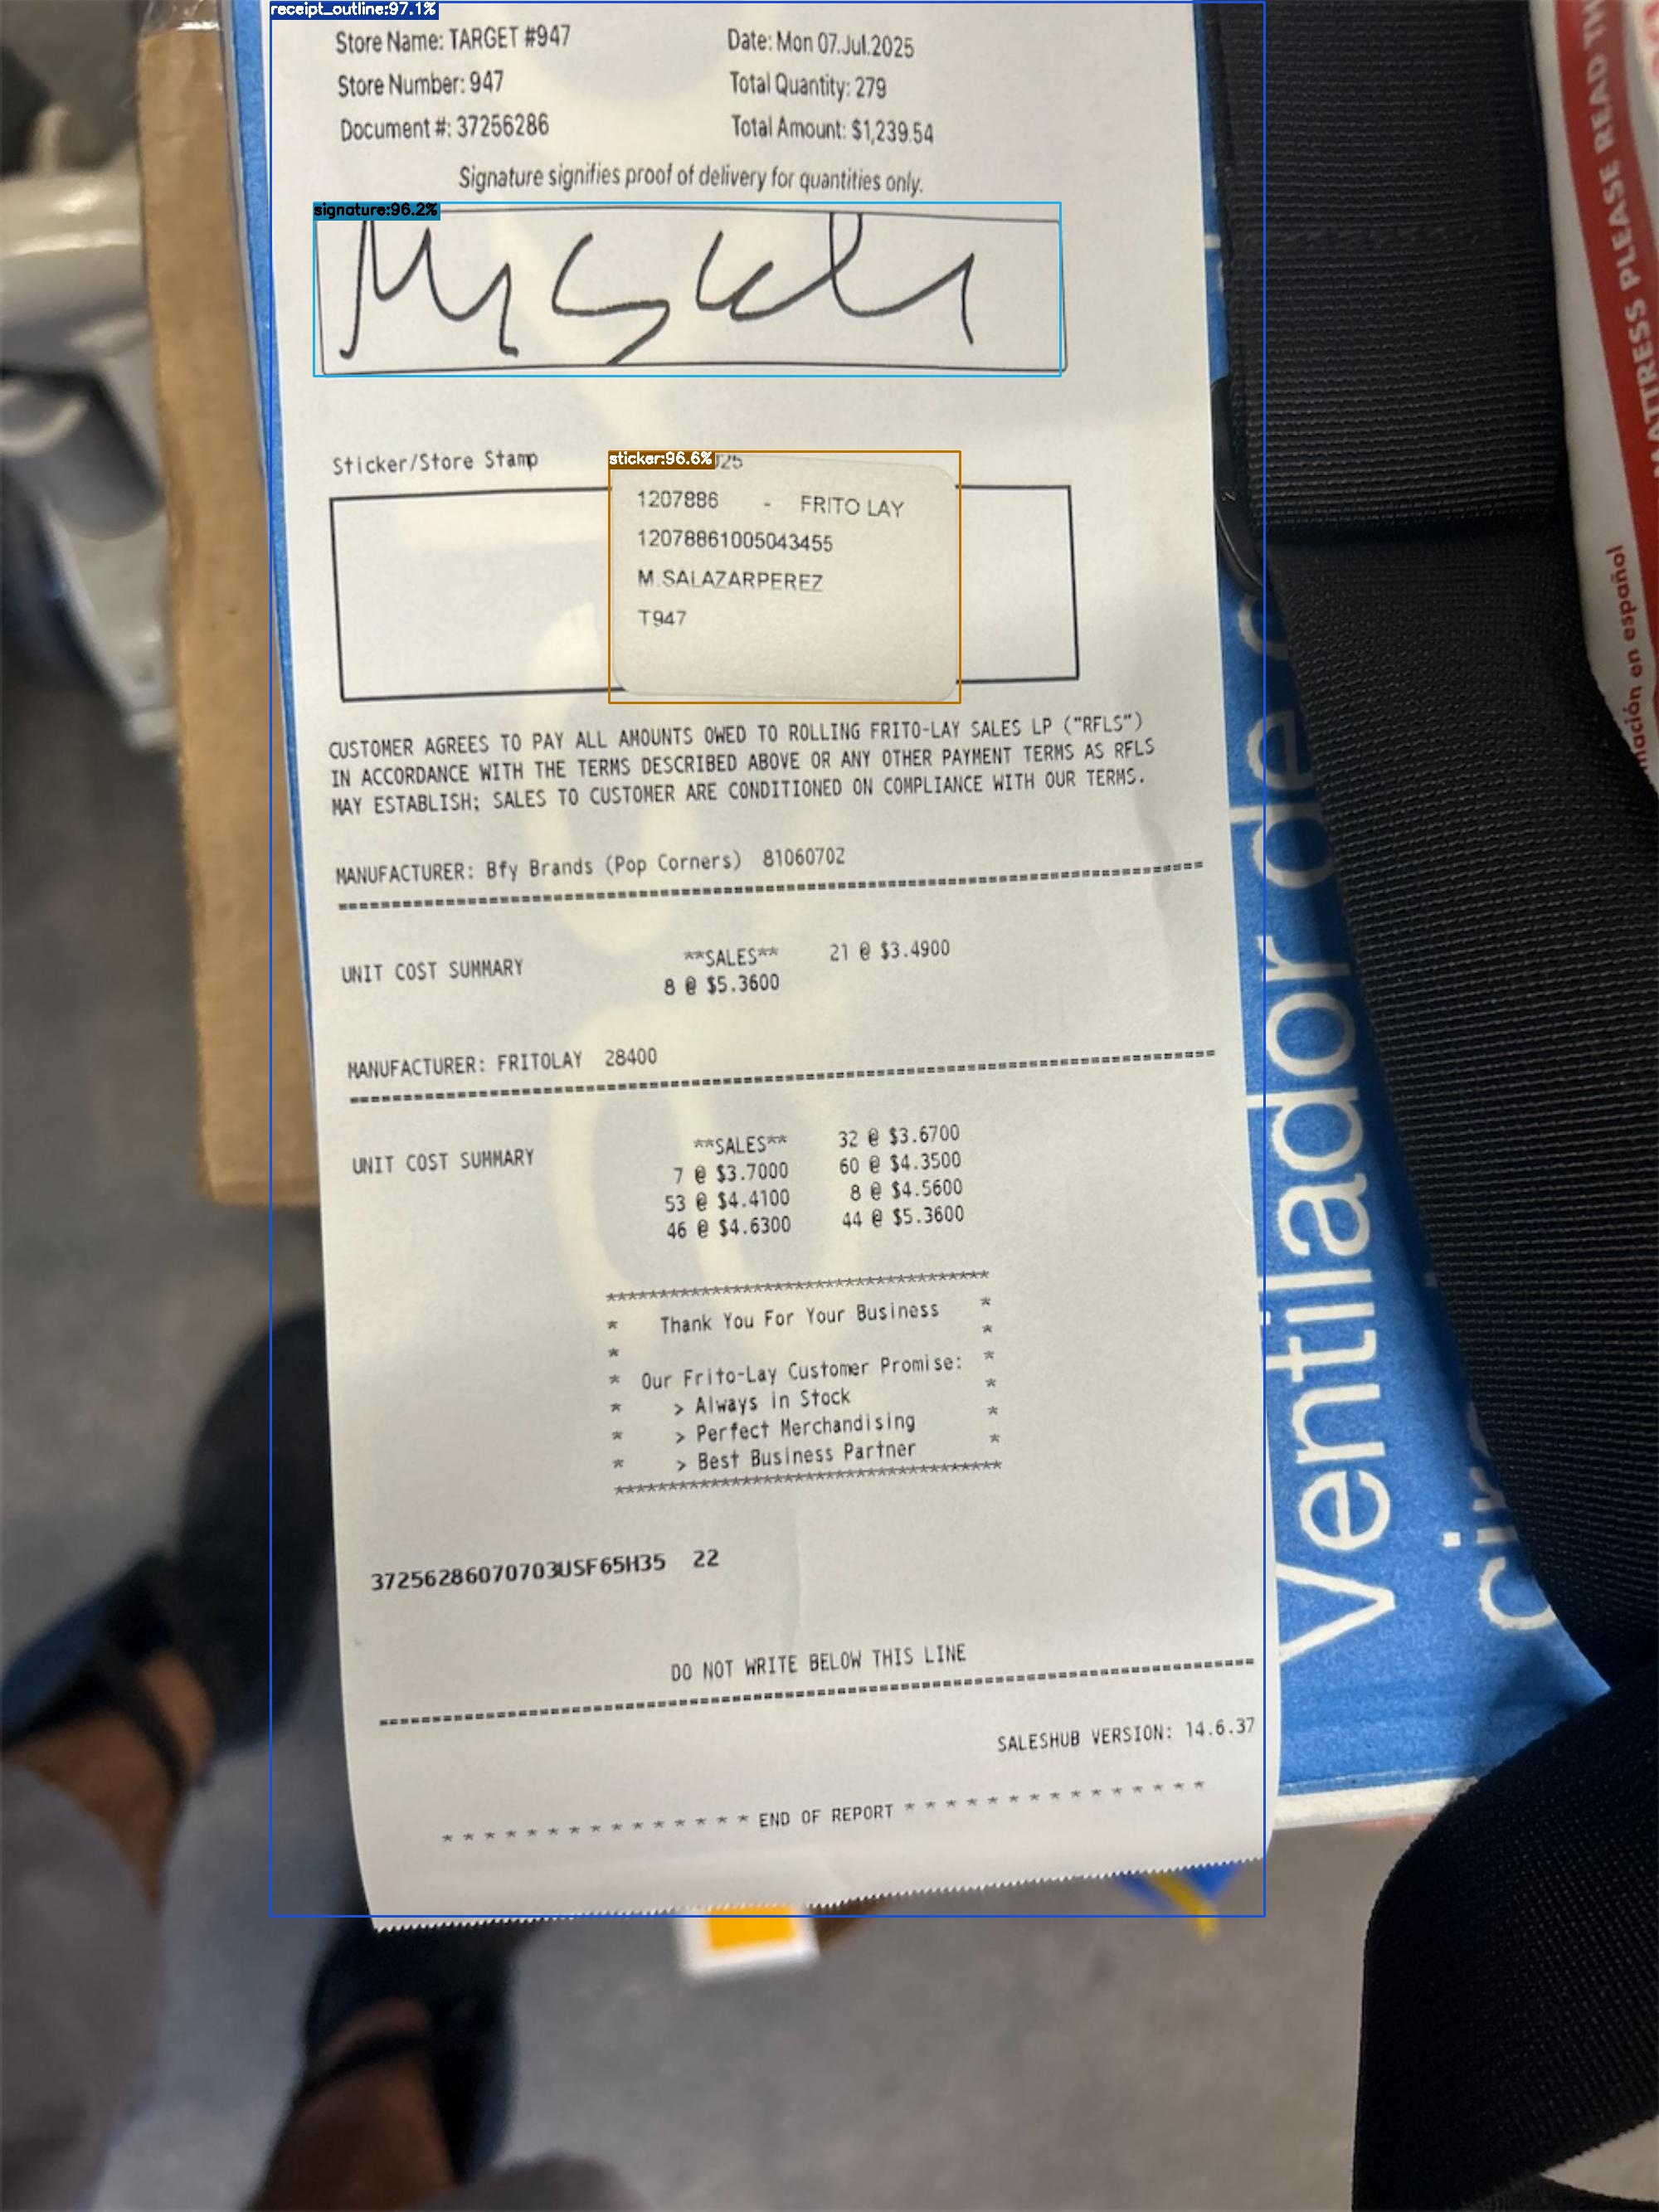 receipt_outline:97.1%
Store Name: TARGET #947 Date: Mon 07.Jul.2025
Store Number: 947 Total Quantity: 279
Document #: 37256286 Total Amount: $1,239.54
Signature signifies proof of delivery for quantities only.
signature:96.2%
Sticker/Store Stamp
sticker:96.6%
1207886 - FRITO LAY
12078861005043455
M.SALAZARPEREZ
T947
CUSTOMER AGREES TO PAY ALL AMOUNTS OWED TO ROLLING FRITO-LAY SALES LP ("RFLS")
IN ACCORDANCE WITH THE TERMS DESCRIBED ABOVE OR ANY OTHER PAYMENT TERMS AS RFLS
MAY ESTABLISH; SALES TO CUSTOMER ARE CONDITIONED ON COMPLIANCE WITH OUR TERMS.
MANUFACTURER: Bfy Brands (Pop Corners) 81060702
================================================================================
UNIT COST SUMMARY **SALES** 21 @ $3.4900
8 @ $5.3600
MANUFACTURER: FRITOLAY 28400
================================================================================
UNIT COST SUMMARY **SALES** 32 @ $3.6700
7 @ $3.7000 60 @ $4.3500
53 @ $4.4100 8 @ $4.5600
46 @ $4.6300 44 @ $5.3600
************************************
* Thank You For Your Business *
* *
* Our Frito-Lay Customer Promise: *
* > Always in Stock *
* > Perfect Merchandising *
* > Best Business Partner *
************************************
37256286070703USF65H35 22
DO NOT WRITE BELOW THIS LINE
================================================================================
SALESHUB VERSION: 14.6.37
* * * * * * * * * * * * * * * END OF REPORT * * * * * * * * * * * * * * *
Ventilador de
MATTRESS PLEASE READ
en español